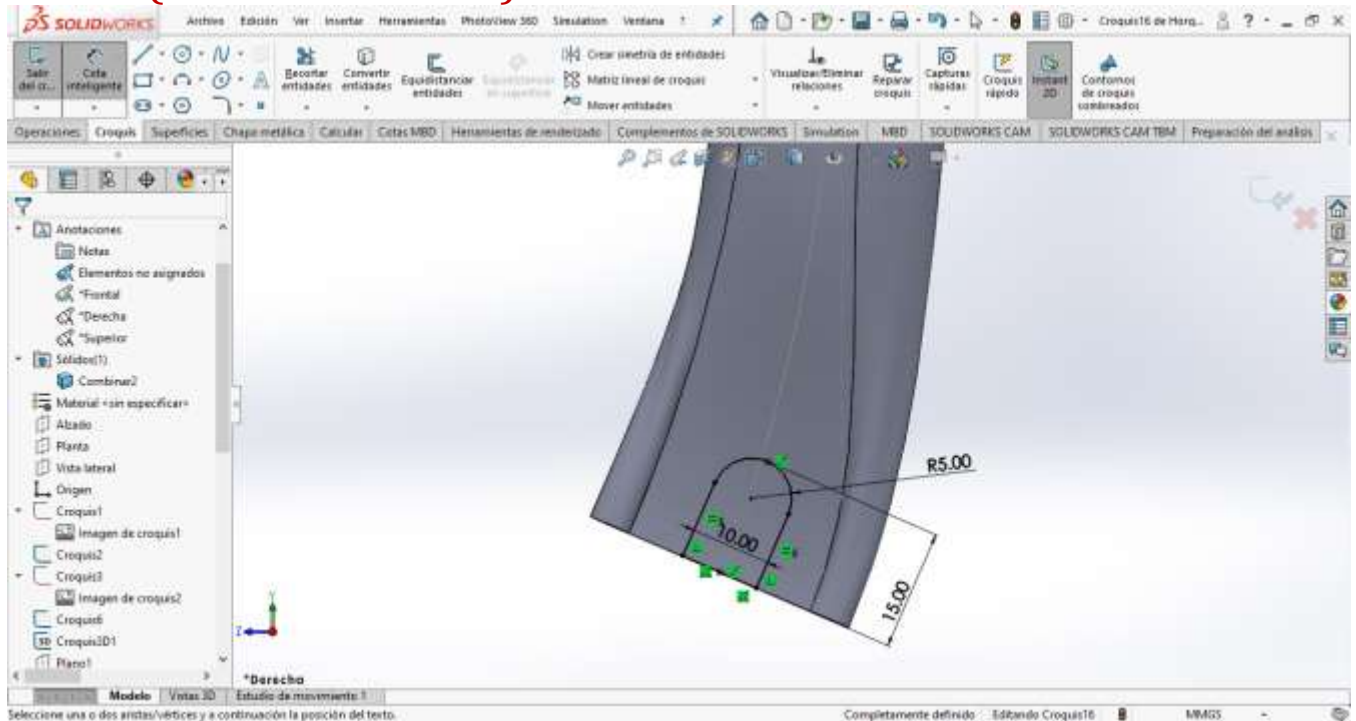 SOLIDWORKS Archivo Edición Ver Insertar Herramientas PhotoView 360 Simulation Ventana ? Croquis16 de Horq...
Salir del cr...
Cota inteligente
Recortar entidades
Convertir entidades
Equidistanciar entidades
Crear simetría de entidades
Matriz lineal de croquis
Mover entidades
Visualizar/Eliminar relaciones
Reparar croquis
Capturas rápidas
Croquis rápido
Instant 2D
Contornos de croquis sombreados
Operaciones Croquis Superficies Chapa metálica Calcular Cotas MBD Herramientas de renderizado Complementos de SOLIDWORKS Simulation MBD SOLIDWORKS CAM SOLIDWORKS CAM TBM Preparación del análisis
Anotaciones
Notas
Elementos no asignados
*Frontal
*Derecha
*Superior
Sólidos(1)
Combinar2
Material <sin especificar>
Alzado
Planta
Vista lateral
Origen
Croquis1
Imagen de croquis1
Croquis2
Croquis3
Imagen de croquis2
Croquis6
3D Croquis3D1
Plano1
R5.00
10.00
15.00
Y
Z
*Derecha
Modelo Vistas 3D Estudio de movimiento 1
Seleccione una o dos aristas/vértices y a continuación la posición del texto. Completamente definido Editando Croquis16 MMGS